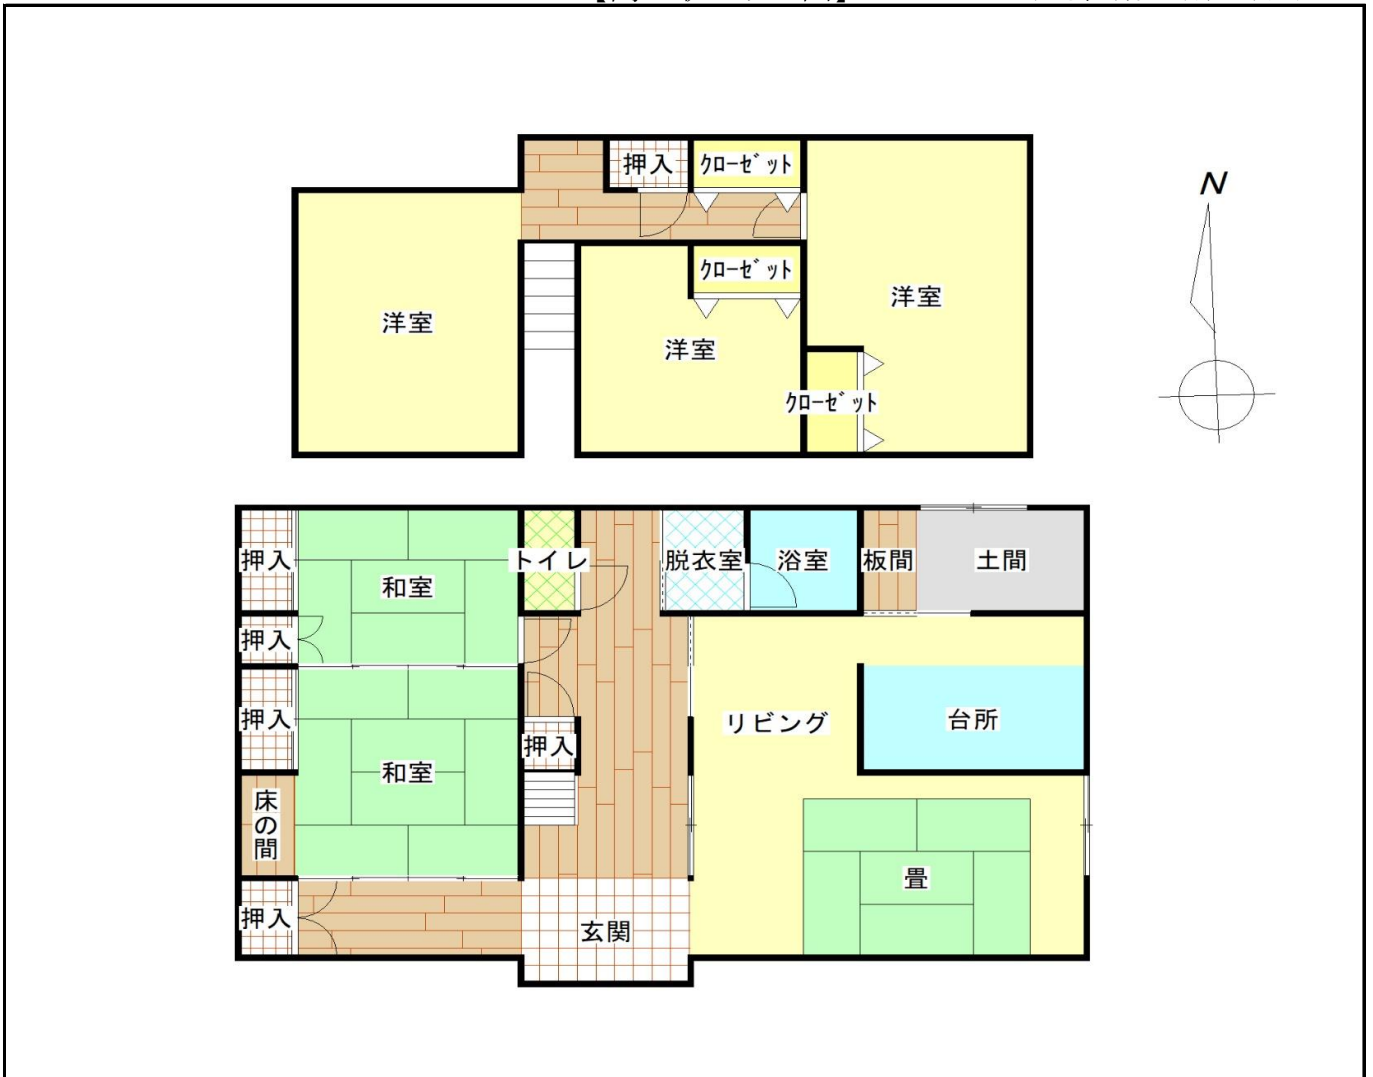 押入
クローゼット
N
洋室
クローゼット
洋室
洋室
クローゼット
押入
和室
トイレ
脱衣室
浴室
板間
土間
押入
押入
リビング
台所
押入
和室
床の間
畳
押入
玄関